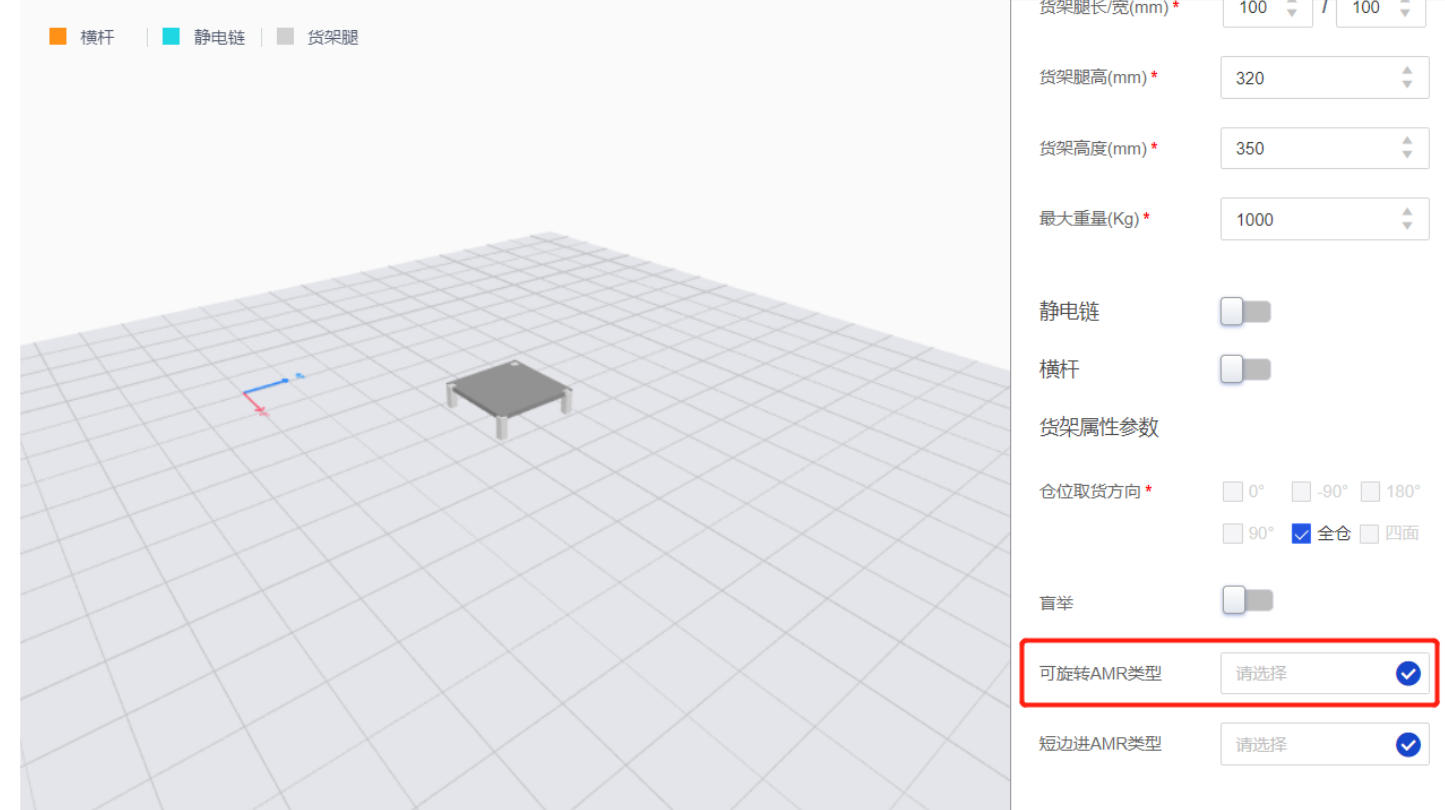 横杆 静电链 货架腿
货架腿长/宽(mm) * 100 / 100
货架腿高(mm) * 320
货架高度(mm) * 350
最大重量(Kg) * 1000
静电链
横杆
货架属性参数
仓位取货方向 * 0° -90° 180°
90° 全仓 四面
盲举
可旋转AMR类型 请选择
短边进AMR类型 请选择